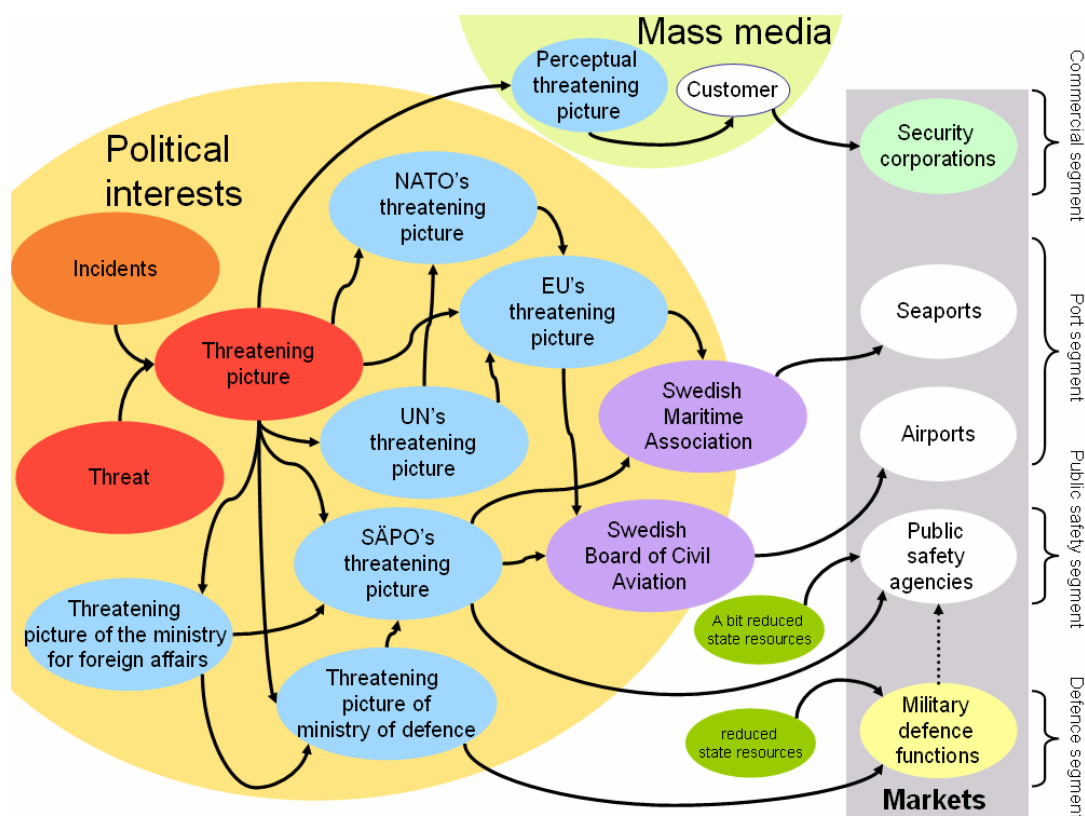 Mass media
Perceptual
threatening
picture
Customer
Security
corporations
Commercial segment
Political
interests
NATO's
threatening
picture
Incidents
EU's
threatening
picture
Seaports
Port segment
Threatening
picture
Swedish
Maritime
Association
UN's
threatening
picture
Airports
Threat
SÄPO's
threatening
picture
Swedish
Board of Civil
Aviation
Public
safety
agencies
Public safety segment
A bit reduced
state resources
Threatening
picture of the ministry
for foreign affairs
Threatening
picture of
ministry of defence
reduced
state resources
Military
defence
functions
Defence segment
Markets